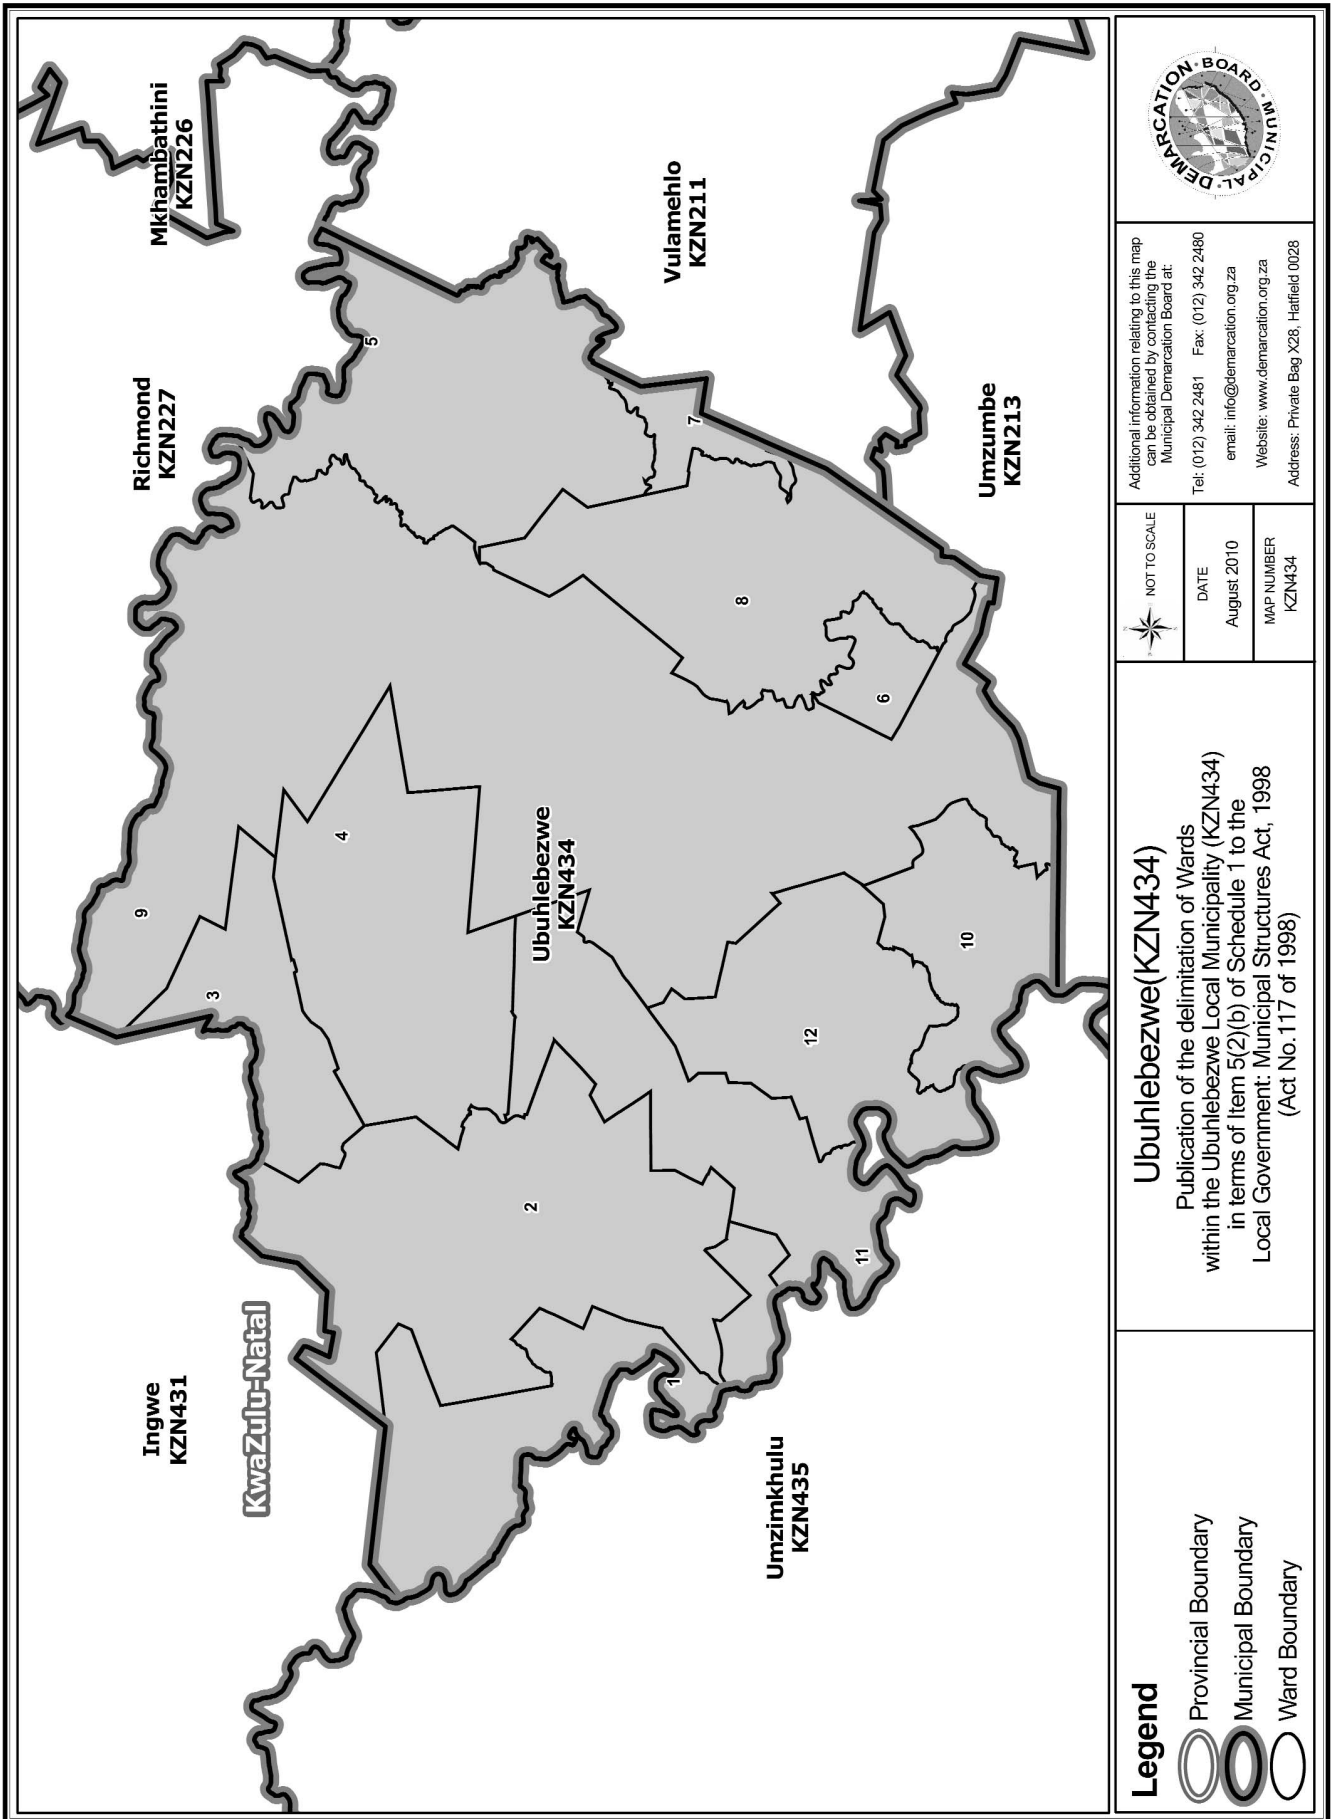 Ingwe
KZN431
Richmond
KZN227
Mkhambathini
KZN226
KwaZulu-Natal
9
3
4
5
2
Ubuhlebezwe
KZN434
Vulamehlo
KZN211
7
1
8
Umzimkhulu
KZN435
12
11
6
10
Umzumbe
KZN213
Legend
Provincial Boundary
Municipal Boundary
Ward Boundary
Ubuhlebezwe(KZN434)
Publication of the delimitation of Wards
within the Ubuhlebezwe Local Municipality (KZN434)
in terms of Item 5(2)(b) of Schedule 1 to the
Local Government: Municipal Structures Act, 1998
(Act No.117 of 1998)
NOT TO SCALE
DATE
August 2010
MAP NUMBER
KZN434
Additional information relating to this map
can be obtained by contacting the
Municipal Demarcation Board at:
Tel: (012) 342 2481 Fax: (012) 342 2480
email: info@demarcation.org.za
Website: www.demarcation.org.za
Address: Private Bag X28, Hatfield 0028
MUNICIPAL • DEMARCATION • BOARD •